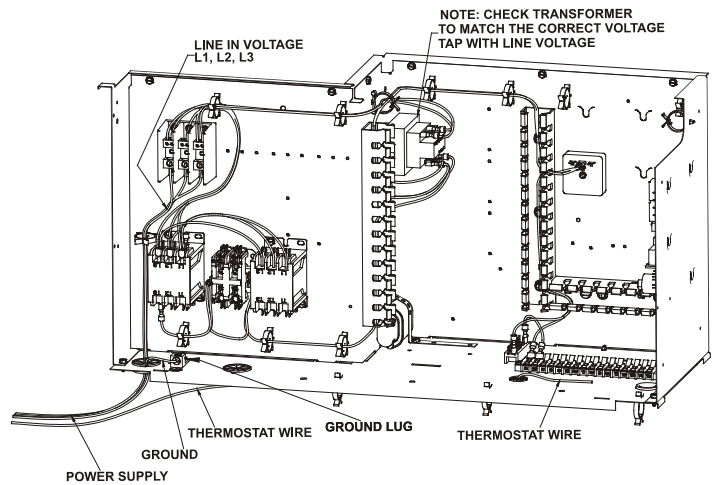 NOTE: CHECK TRANSFORMER
TO MATCH THE CORRECT VOLTAGE
TAP WITH LINE VOLTAGE
LINE IN VOLTAGE
L1, L2, L3
GROUND LUG
THERMOSTAT WIRE
THERMOSTAT WIRE
GROUND
POWER SUPPLY